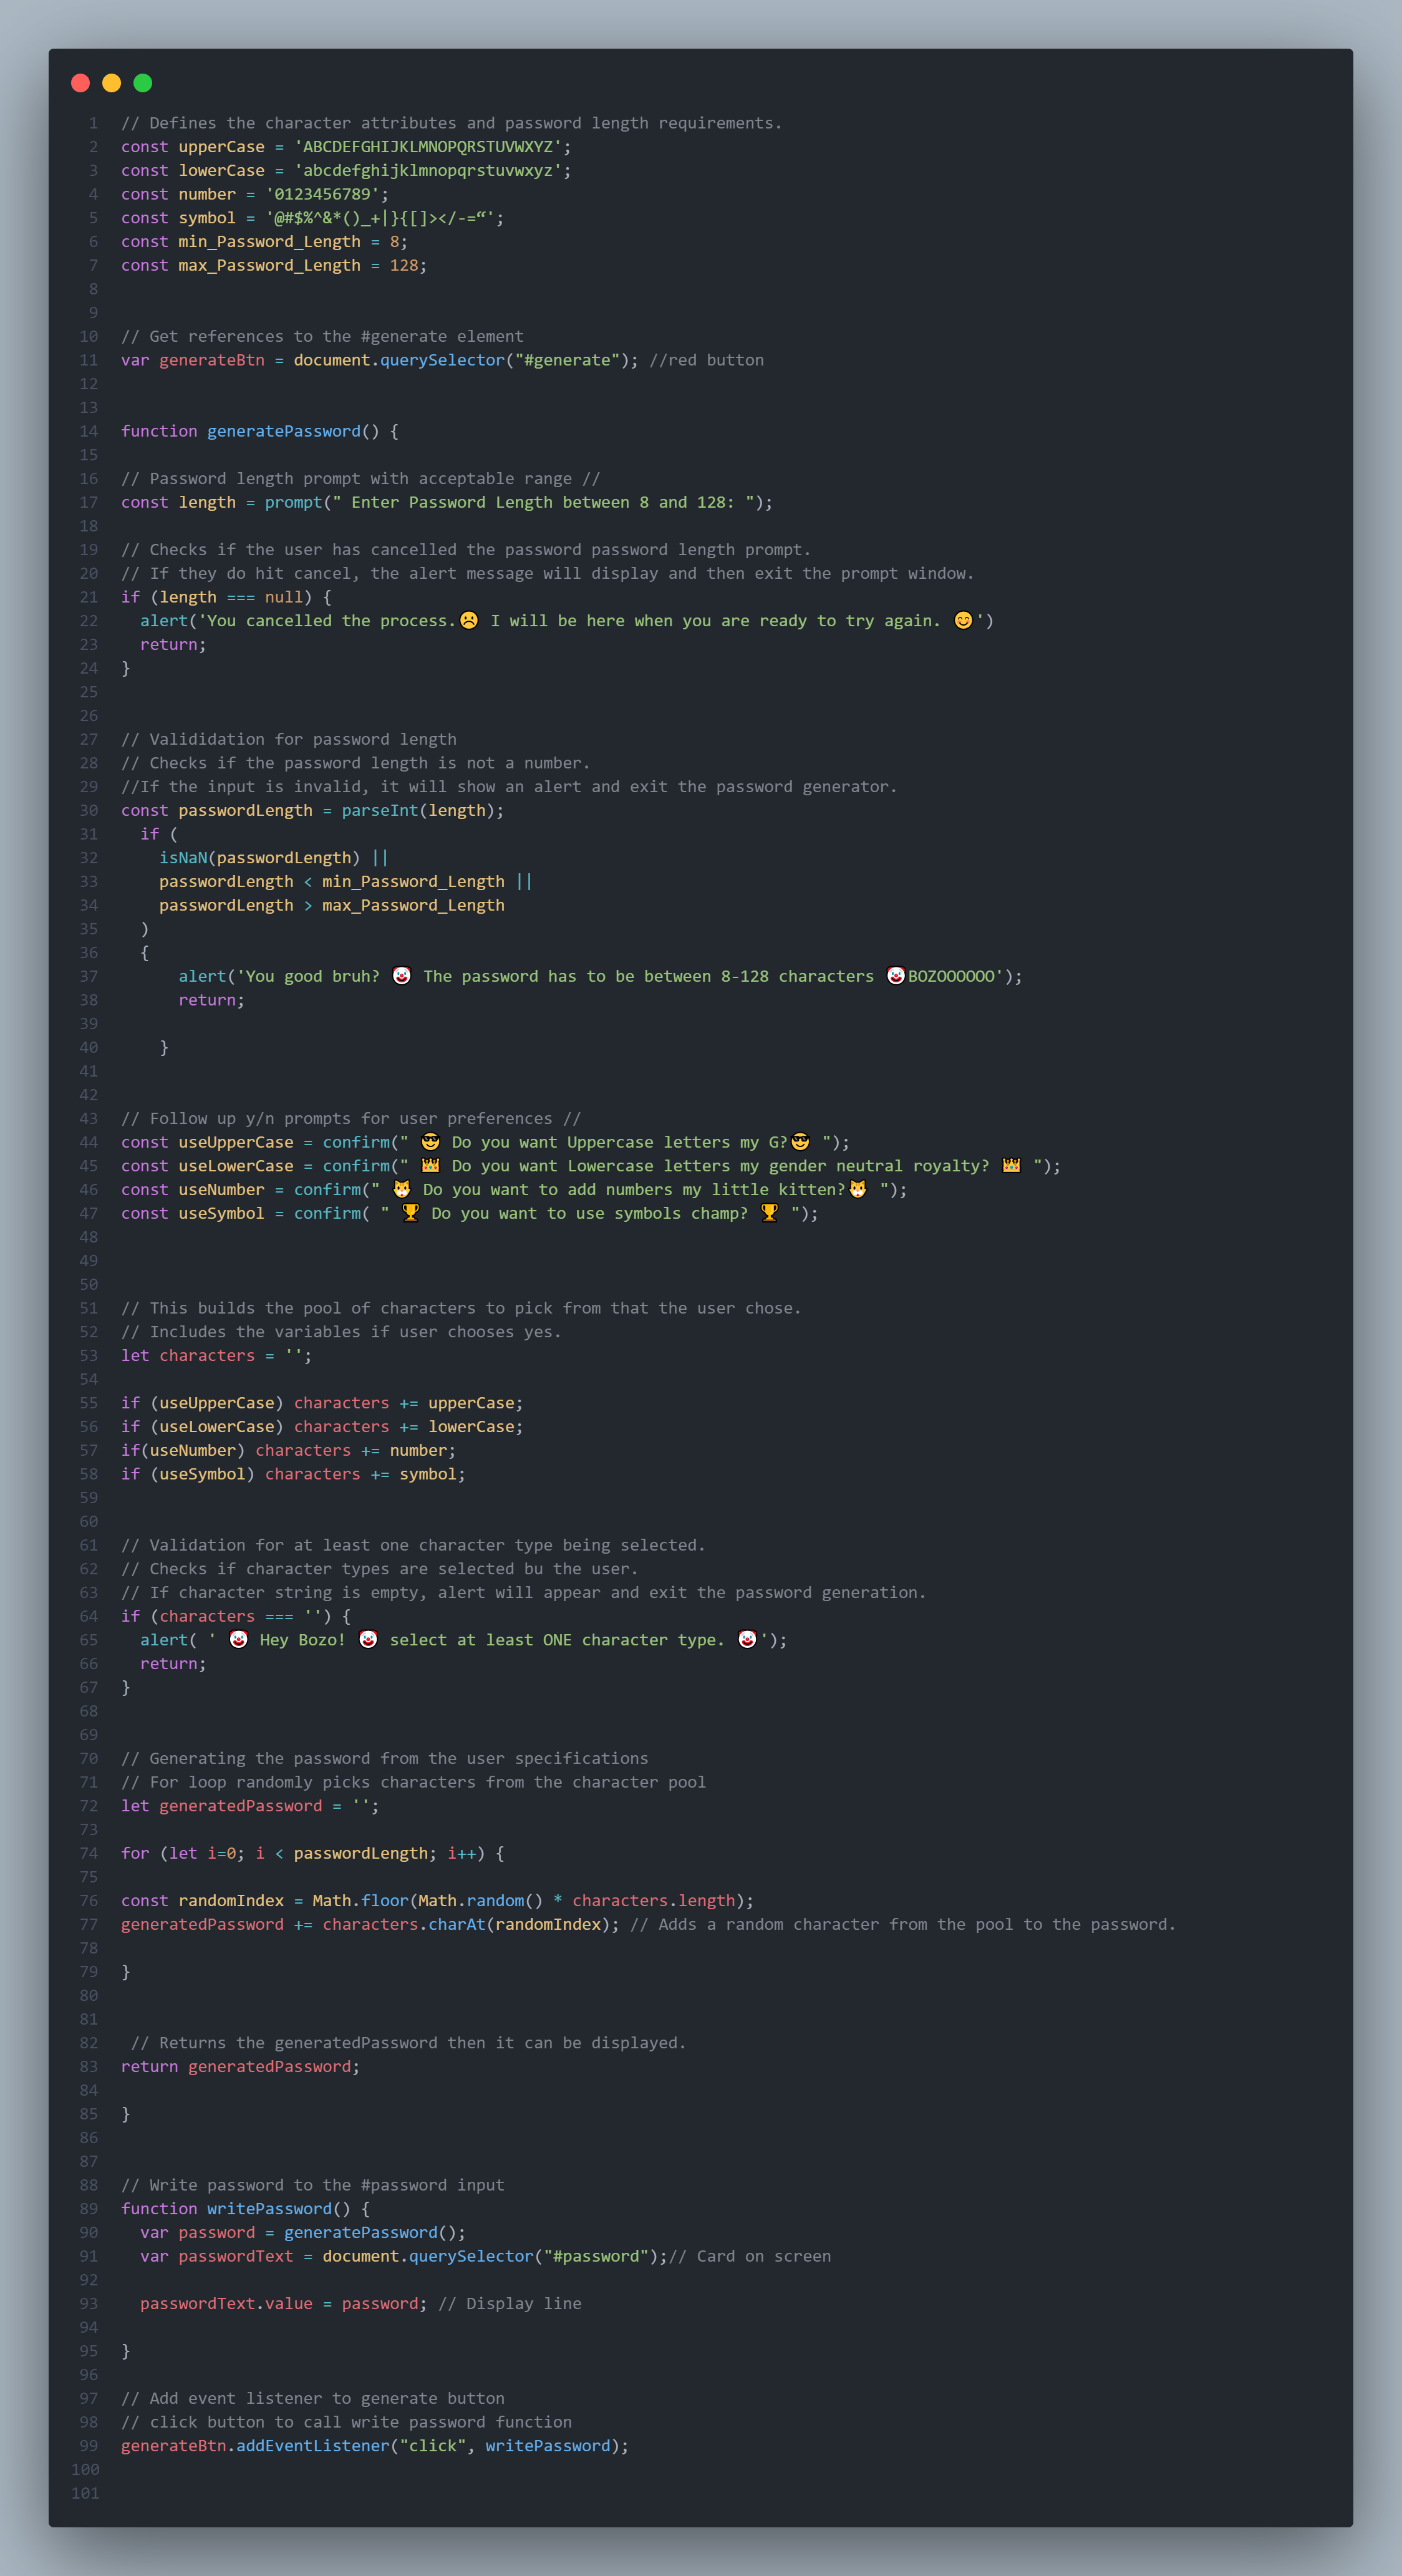 1 // Defines the character attributes and password length requirements.
2 const upperCase = 'ABCDEFGHIJKLMNOPQRSTUVWXYZ';
3 const lowerCase = 'abcdefghijklmnopqrstuvwxyz';
4 const number = '0123456789';
5 const symbol = '@#$%^&*()_+|}{[]></-=“';
6 const min_Password_Length = 8;
7 const max_Password_Length = 128;
8
9
10 // Get references to the #generate element
11 var generateBtn = document.querySelector("#generate"); //red button
12
13
14 function generatePassword() {
15
16 // Password length prompt with acceptable range //
17 const length = prompt(" Enter Password Length between 8 and 128: ");
18
19 // Checks if the user has cancelled the password password length prompt.
20 // If they do hit cancel, the alert message will display and then exit the prompt window.
21 if (length === null) {
22   alert('You cancelled the process.☹️ I will be here when you are ready to try again. 😊')
23   return;
24 }
25
26
27 // Valididation for password length
28 // Checks if the password length is not a number.
29 //If the input is invalid, it will show an alert and exit the password generator.
30 const passwordLength = parseInt(length);
31   if (
32     isNaN(passwordLength) ||
33     passwordLength < min_Password_Length ||
34     passwordLength > max_Password_Length
35   )
36   {
37       alert('You good bruh? 🤡 The password has to be between 8-128 characters 🤡BOZOOOOOO');
38       return;
39
40     }
41
42
43 // Follow up y/n prompts for user preferences //
44 const useUpperCase = confirm(" 😎 Do you want Uppercase letters my G?😎 ");
45 const useLowerCase = confirm(" 👑 Do you want Lowercase letters my gender neutral royalty? 👑 ");
46 const useNumber = confirm(" 🐱 Do you want to add numbers my little kitten?🐱 ");
47 const useSymbol = confirm( " 🏆 Do you want to use symbols champ? 🏆 ");
48
49
50
51 // This builds the pool of characters to pick from that the user chose.
52 // Includes the variables if user chooses yes.
53 let characters = '';
54
55 if (useUpperCase) characters += upperCase;
56 if (useLowerCase) characters += lowerCase;
57 if(useNumber) characters += number;
58 if (useSymbol) characters += symbol;
59
60
61 // Validation for at least one character type being selected.
62 // Checks if character types are selected bu the user.
63 // If character string is empty, alert will appear and exit the password generation.
64 if (characters === '') {
65   alert( ' 🤡 Hey Bozo! 🤡 select at least ONE character type. 🤡');
66   return;
67 }
68
69
70 // Generating the password from the user specifications
71 // For loop randomly picks characters from the character pool
72 let generatedPassword = '';
73
74 for (let i=0; i < passwordLength; i++) {
75
76 const randomIndex = Math.floor(Math.random() * characters.length);
77 generatedPassword += characters.charAt(randomIndex); // Adds a random character from the pool to the password.
78
79 }
80
81
82  // Returns the generatedPassword then it can be displayed.
83 return generatedPassword;
84
85 }
86
87
88 // Write password to the #password input
89 function writePassword() {
90   var password = generatePassword();
91   var passwordText = document.querySelector("#password");// Card on screen
92
93   passwordText.value = password; // Display line
94
95 }
96
97 // Add event listener to generate button
98 // click button to call write password function
99 generateBtn.addEventListener("click", writePassword);
100
101